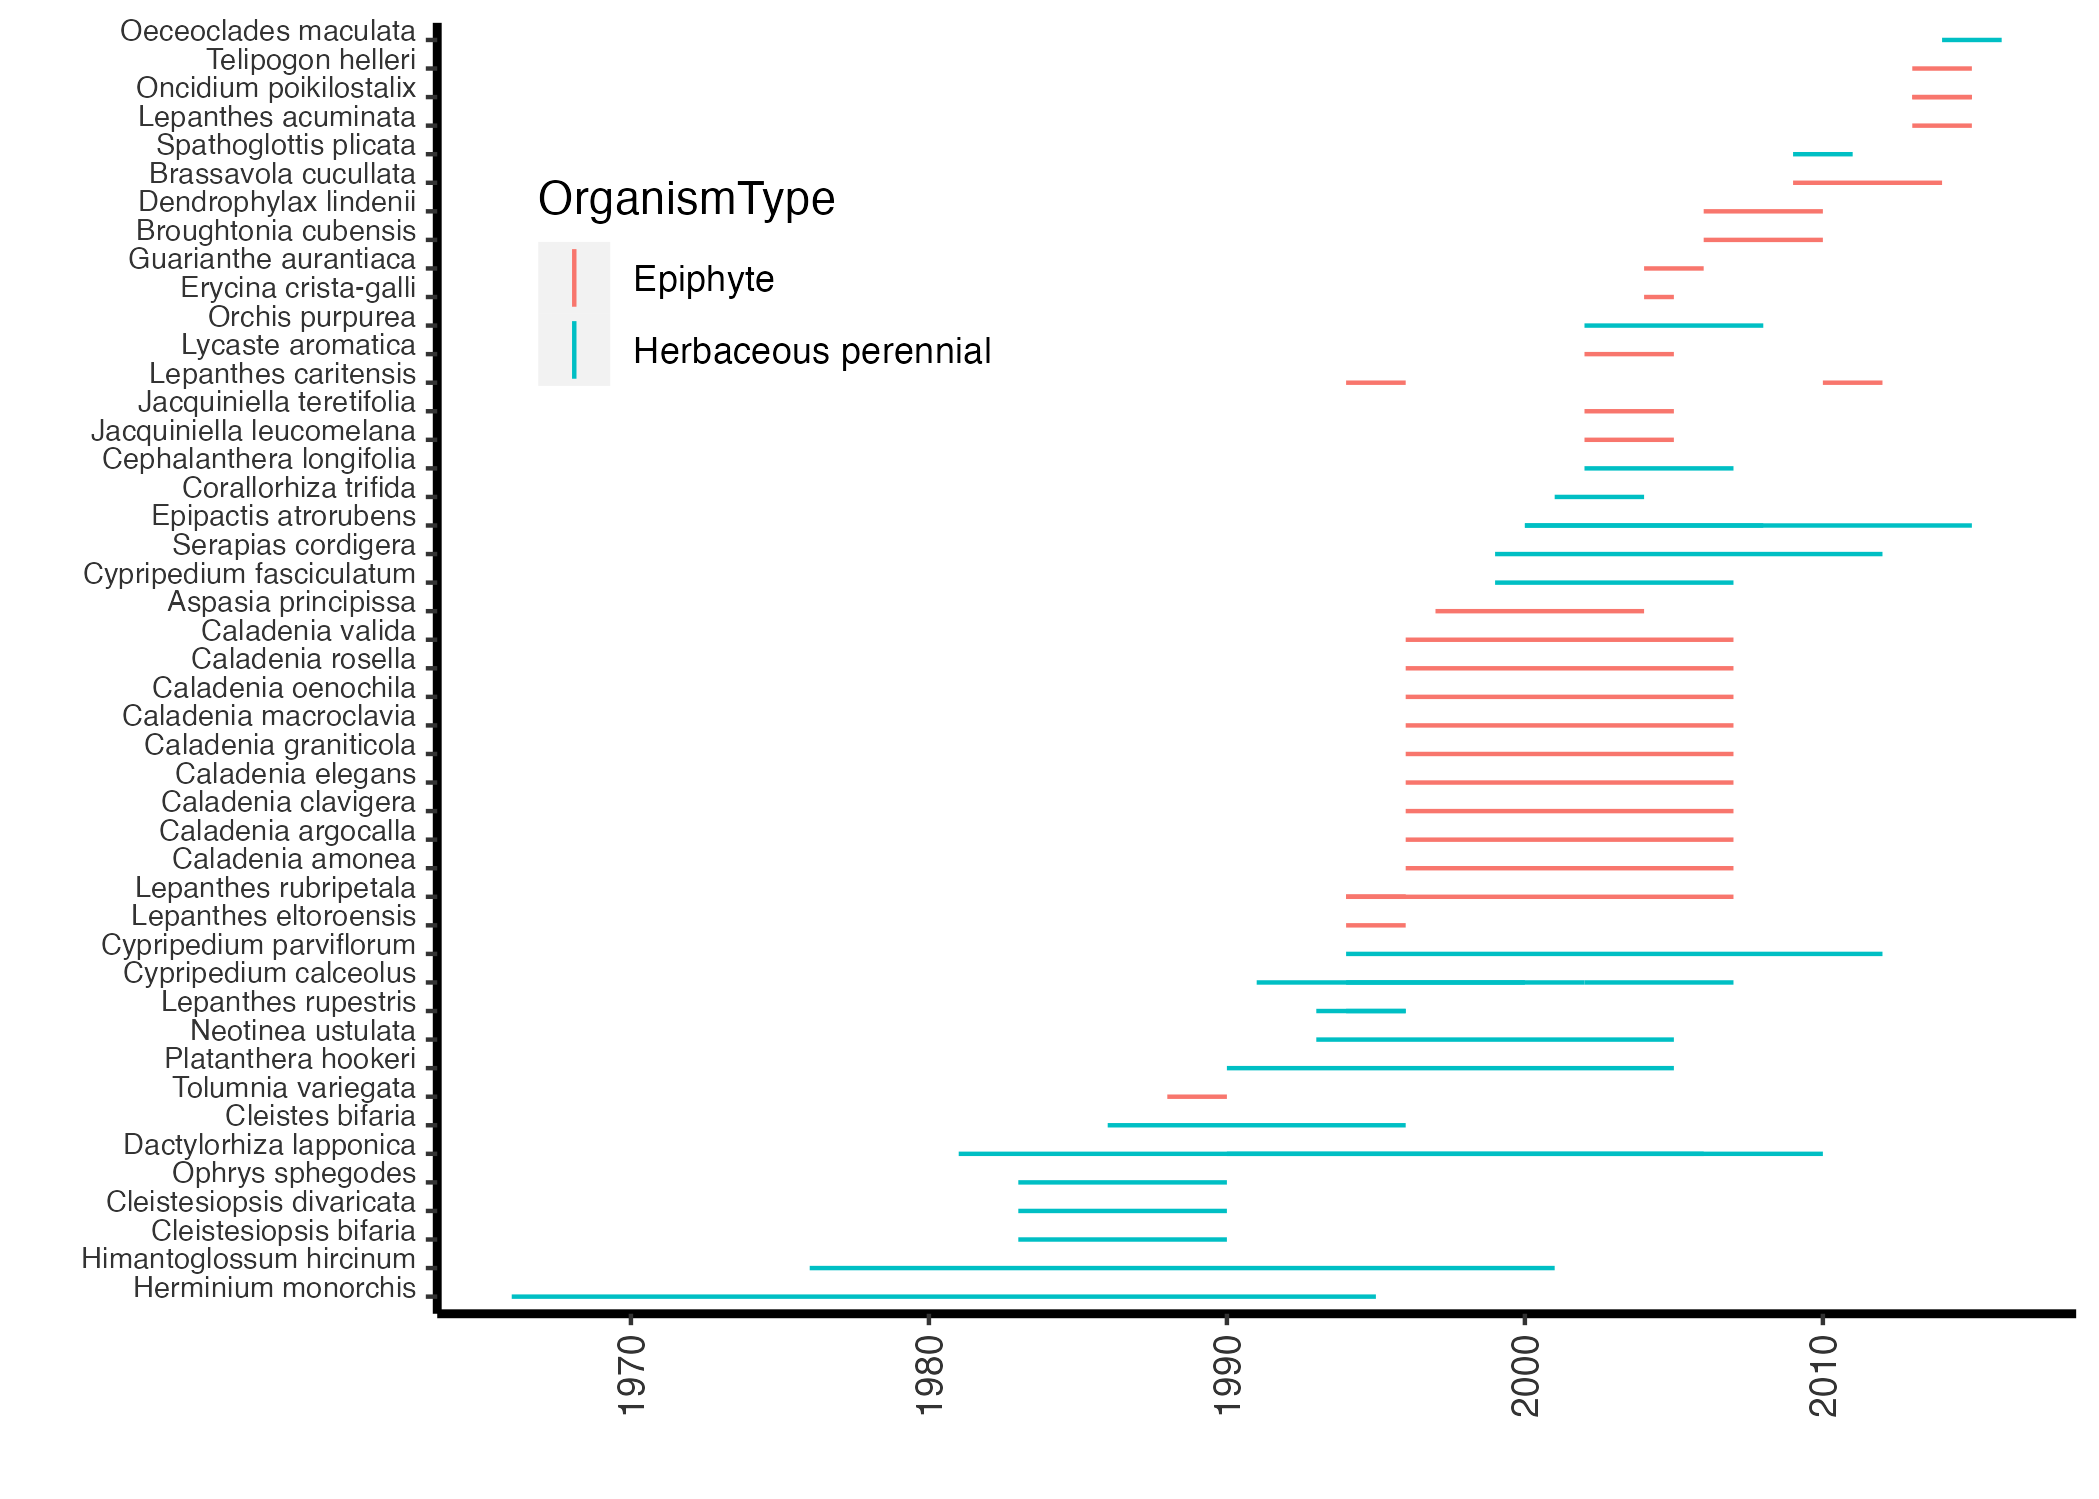 Oeceoclades maculata
Telipogon helleri
Oncidium poikilostalix
Lepanthes acuminata
Spathoglottis plicata
Brassavola cucullata
Dendrophylax lindenii
Broughtonia cubensis
Guarianthe aurantiaca
Erycina crista-galli
Orchis purpurea
Lycaste aromatica
Lepanthes caritensis
Jacquiniella teretifolia
Jacquiniella leucomelana
Cephalanthera longifolia
Corallorhiza trifida
Epipactis atrorubens
Serapias cordigera
Cypripedium fasciculatum
Aspasia principissa
Caladenia valida
Caladenia rosella
Caladenia oenochila
Caladenia macroclavia
Caladenia graniticola
Caladenia elegans
Caladenia clavigera
Caladenia argocalla
Caladenia amonea
Lepanthes rubripetala
Lepanthes eltoroensis
Cypripedium parviflorum
Cypripedium calceolus
Lepanthes rupestris
Neotinea ustulata
Platanthera hookeri
Tolumnia variegata
Cleistes bifaria
Dactylorhiza lapponica
Ophrys sphegodes
Cleistesiopsis divaricata
Cleistesiopsis bifaria
Himantoglossum hircinum
Herminium monorchis
OrganismType
Epiphyte
Herbaceous perennial
1970
1980
1990
2000
2010